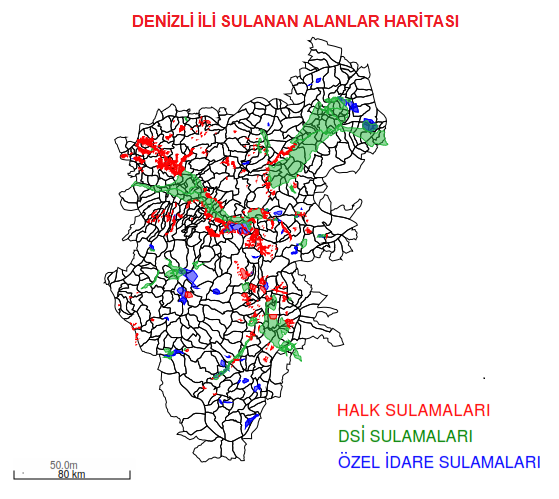 DENİZLİ İLİ SULANAN ALANLAR HARİTASI
HALK SULAMALARI
DSİ SULAMALARI
ÖZEL İDARE SULAMALARI
50.0m
80 km